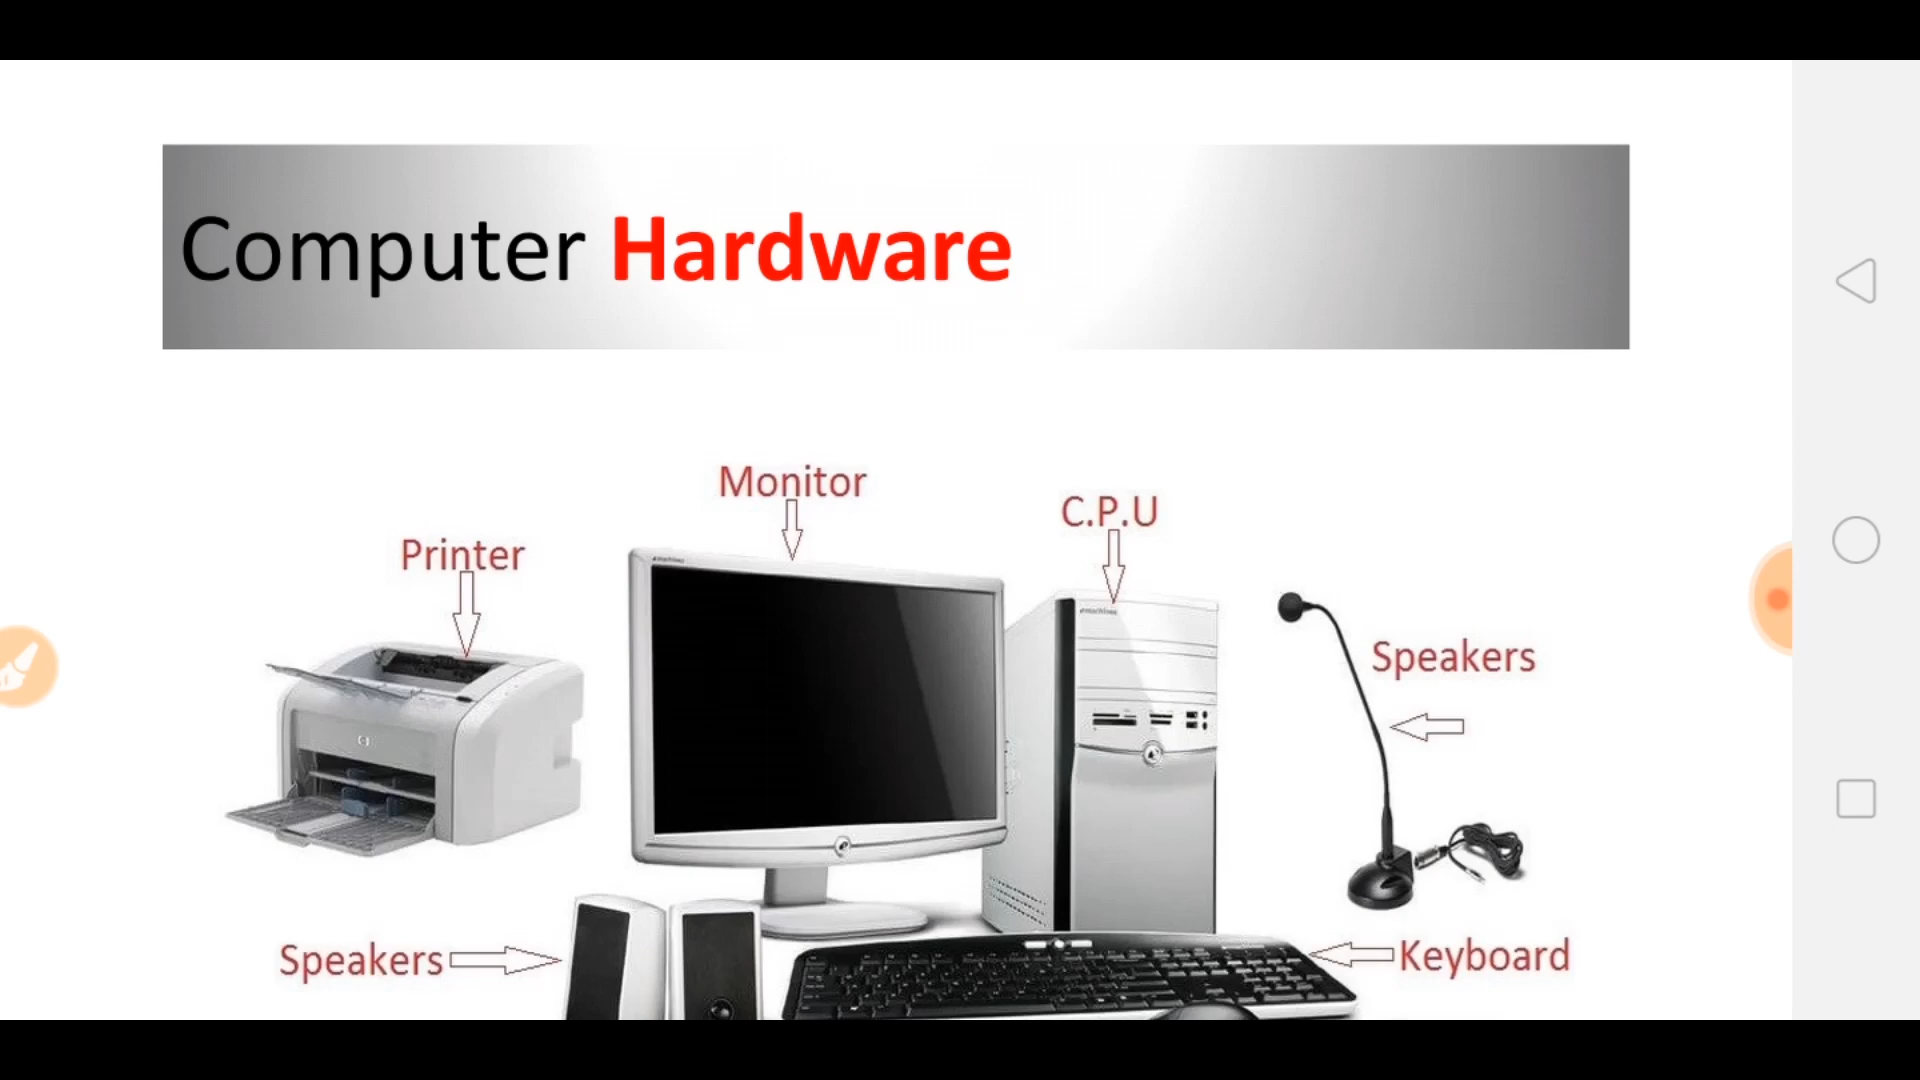 Computer Hardware
Monitor
C.P.U
Printer
Speakers
Speakers
Keyboard